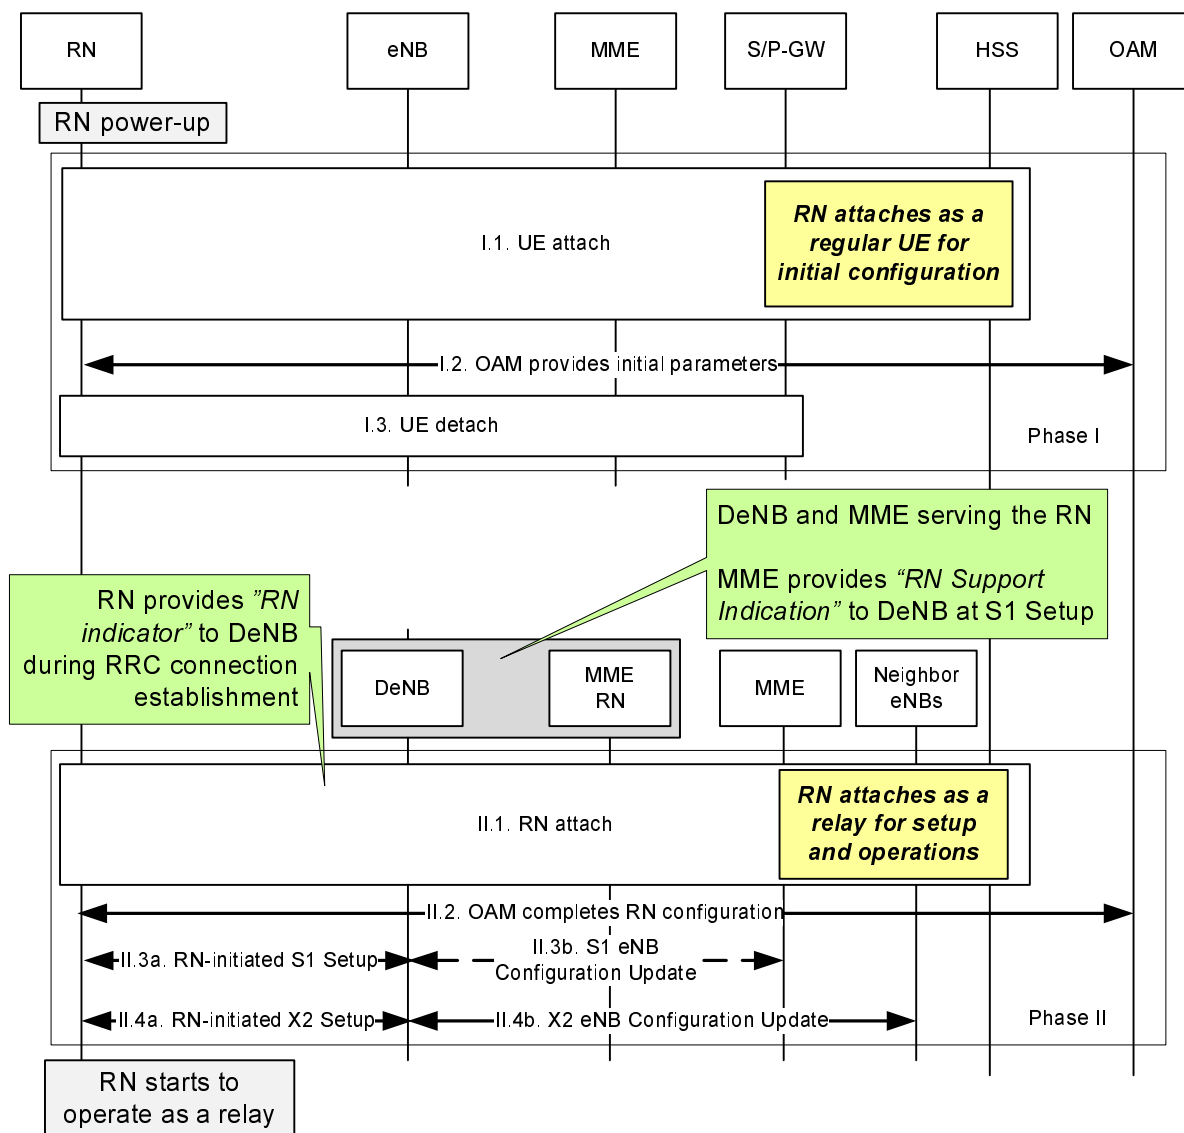 RN
eNB
MME
S/P-GW
HSS
OAM
RN power-up
I.1. UE attach
RN attaches as a
regular UE for
initial configuration
I.2. OAM provides initial parameters
I.3. UE detach
Phase I
DeNB and MME serving the RN
MME provides “RN Support
Indication” to DeNB at S1 Setup
RN provides ”RN
indicator” to DeNB
during RRC connection
establishment
DeNB
MME
RN
MME
Neighbor
eNBs
II.1. RN attach
RN attaches as a
relay for setup
and operations
II.2. OAM completes RN configuration
II.3a. RN-initiated S1 Setup
II.3b. S1 eNB
Configuration Update
II.4a. RN-initiated X2 Setup
II.4b. X2 eNB Configuration Update
Phase II
RN starts to
operate as a relay